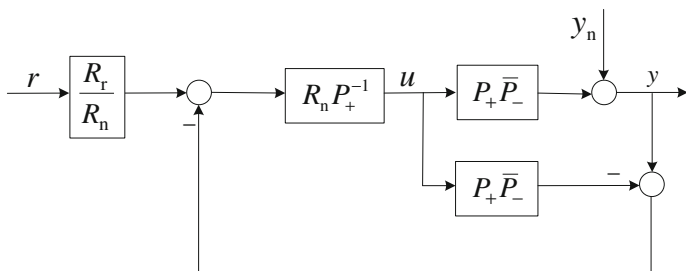 y_n
r
R_r
R_n
R_n P_+^{-1}
u
P_+ \bar{P}_-
y
−
P_+ \bar{P}_-
−